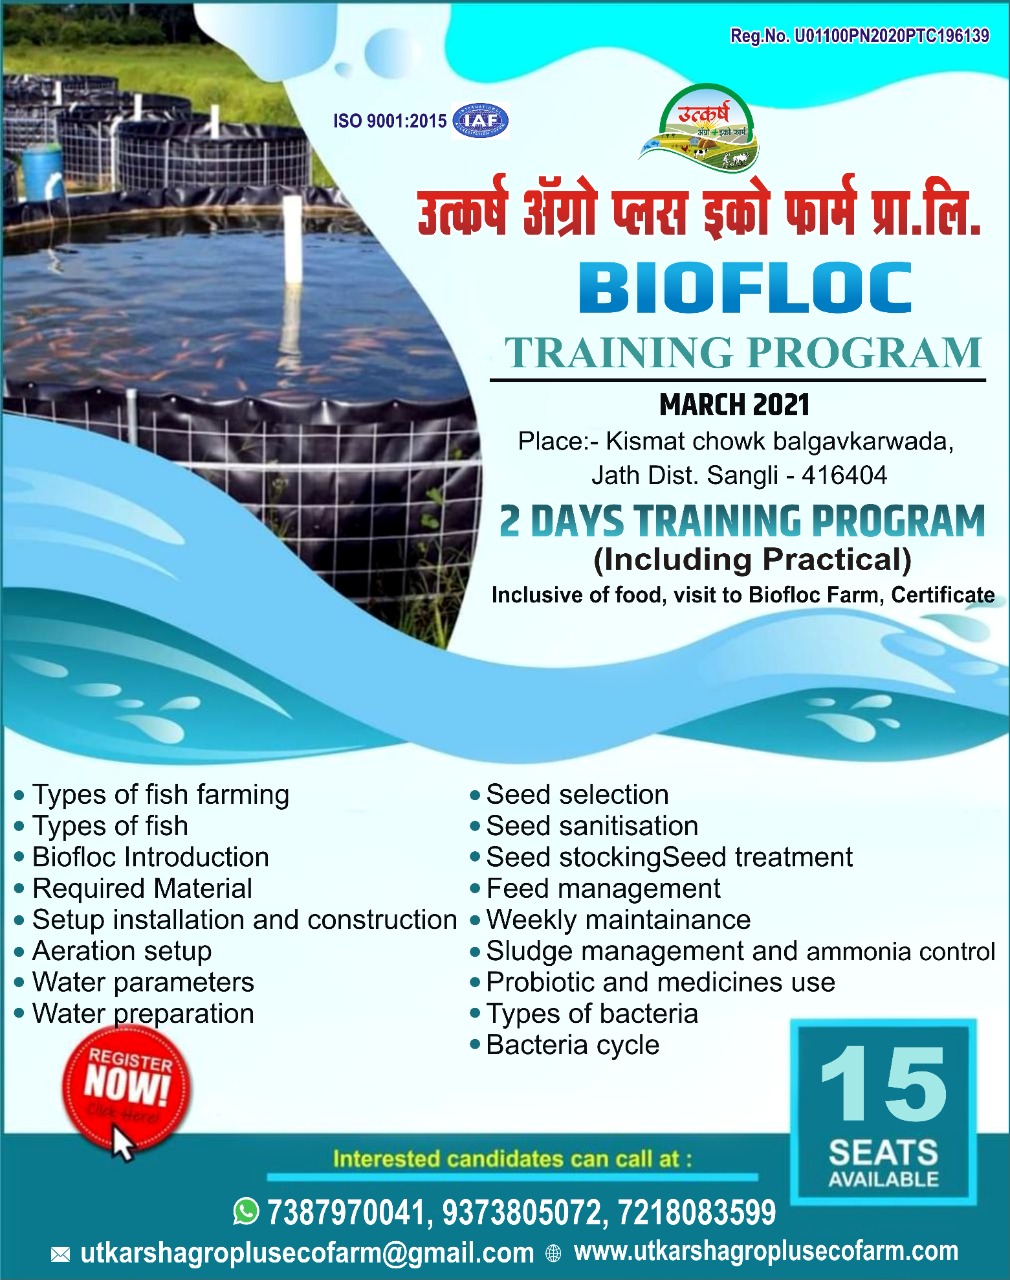 Reg.No. U01100PN2020PTC196139
ISO 9001:2015 IAF
उत्कर्ष
अॅग्रो + इको फार्म
उत्कर्ष ॲग्रो प्लस इको फार्म प्रा.लि.
BIOFLOC
TRAINING PROGRAM
MARCH 2021
Place:- Kismat chowk balgavkarwada,
Jath Dist. Sangli - 416404
2 DAYS TRAINING PROGRAM
(Including Practical)
Inclusive of food, visit to Biofloc Farm, Certificate
• Types of fish farming
• Types of fish
• Biofloc Introduction
• Required Material
• Setup installation and construction
• Aeration setup
• Water parameters
• Water preparation
• Seed selection
• Seed sanitisation
• Seed stockingSeed treatment
• Feed management
• Weekly maintainance
• Sludge management and ammonia control
• Probiotic and medicines use
• Types of bacteria
• Bacteria cycle
REGISTER
NOW!
Click Here!
15
SEATS
AVAILABLE
Interested candidates can call at :
7387970041, 9373805072, 7218083599
utkarshagroplusecofarm@gmail.com www.utkarshagroplusecofarm.com